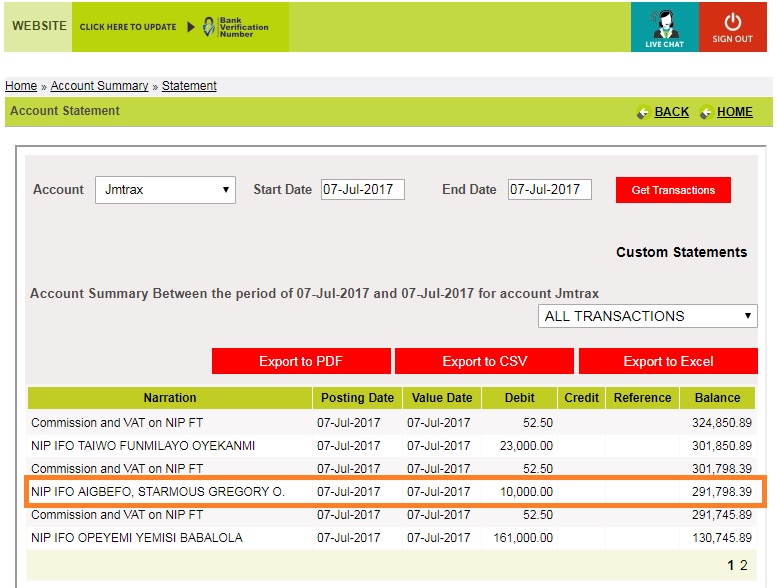 WEBSITE CLICK HERE TO UPDATE Bank Verification Number LIVE CHAT SIGN OUT
Home » Account Summary » Statement
Account Statement BACK HOME
Account Jmtrax Start Date 07-Jul-2017 End Date 07-Jul-2017 Get Transactions
Custom Statements
Account Summary Between the period of 07-Jul-2017 and 07-Jul-2017 for account Jmtrax
ALL TRANSACTIONS
Export to PDF Export to CSV Export to Excel
Narration Posting Date Value Date Debit Credit Reference Balance
Commission and VAT on NIP FT 07-Jul-2017 07-Jul-2017 52.50 324,850.89
NIP IFO TAIWO FUNMILAYO OYEKANMI 07-Jul-2017 07-Jul-2017 23,000.00 301,850.89
Commission and VAT on NIP FT 07-Jul-2017 07-Jul-2017 52.50 301,798.39
NIP IFO AIGBEFO, STARMOUS GREGORY O. 07-Jul-2017 07-Jul-2017 10,000.00 291,798.39
Commission and VAT on NIP FT 07-Jul-2017 07-Jul-2017 52.50 291,745.89
NIP IFO OPEYEMI YEMISI BABALOLA 07-Jul-2017 07-Jul-2017 161,000.00 130,745.89
1 2